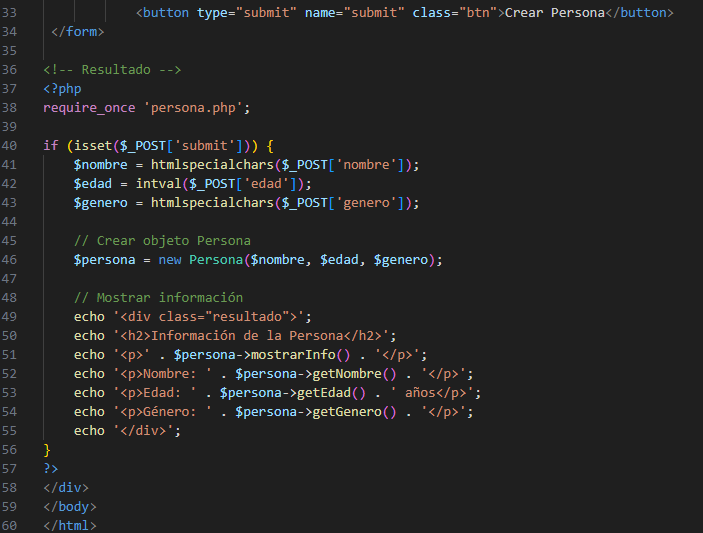 33            <button type="submit" name="submit" class="btn">Crear Persona</button>
34 </form>
35
36 <!-- Resultado -->
37 <?php
38 require_once 'persona.php';
39
40 if (isset($_POST['submit'])) {
41     $nombre = htmlspecialchars($_POST['nombre']);
42     $edad = intval($_POST['edad']);
43     $genero = htmlspecialchars($_POST['genero']);
44
45     // Crear objeto Persona
46     $persona = new Persona($nombre, $edad, $genero);
47
48     // Mostrar información
49     echo '<div class="resultado">';
50     echo '<h2>Información de la Persona</h2>';
51     echo '<p>' . $persona->mostrarInfo() . '</p>';
52     echo '<p>Nombre: ' . $persona->getNombre() . '</p>';
53     echo '<p>Edad: ' . $persona->getEdad() . ' años</p>';
54     echo '<p>Género: ' . $persona->getGenero() . '</p>';
55     echo '</div>';
56 }
57 ?>
58 </div>
59 </body>
60 </html>